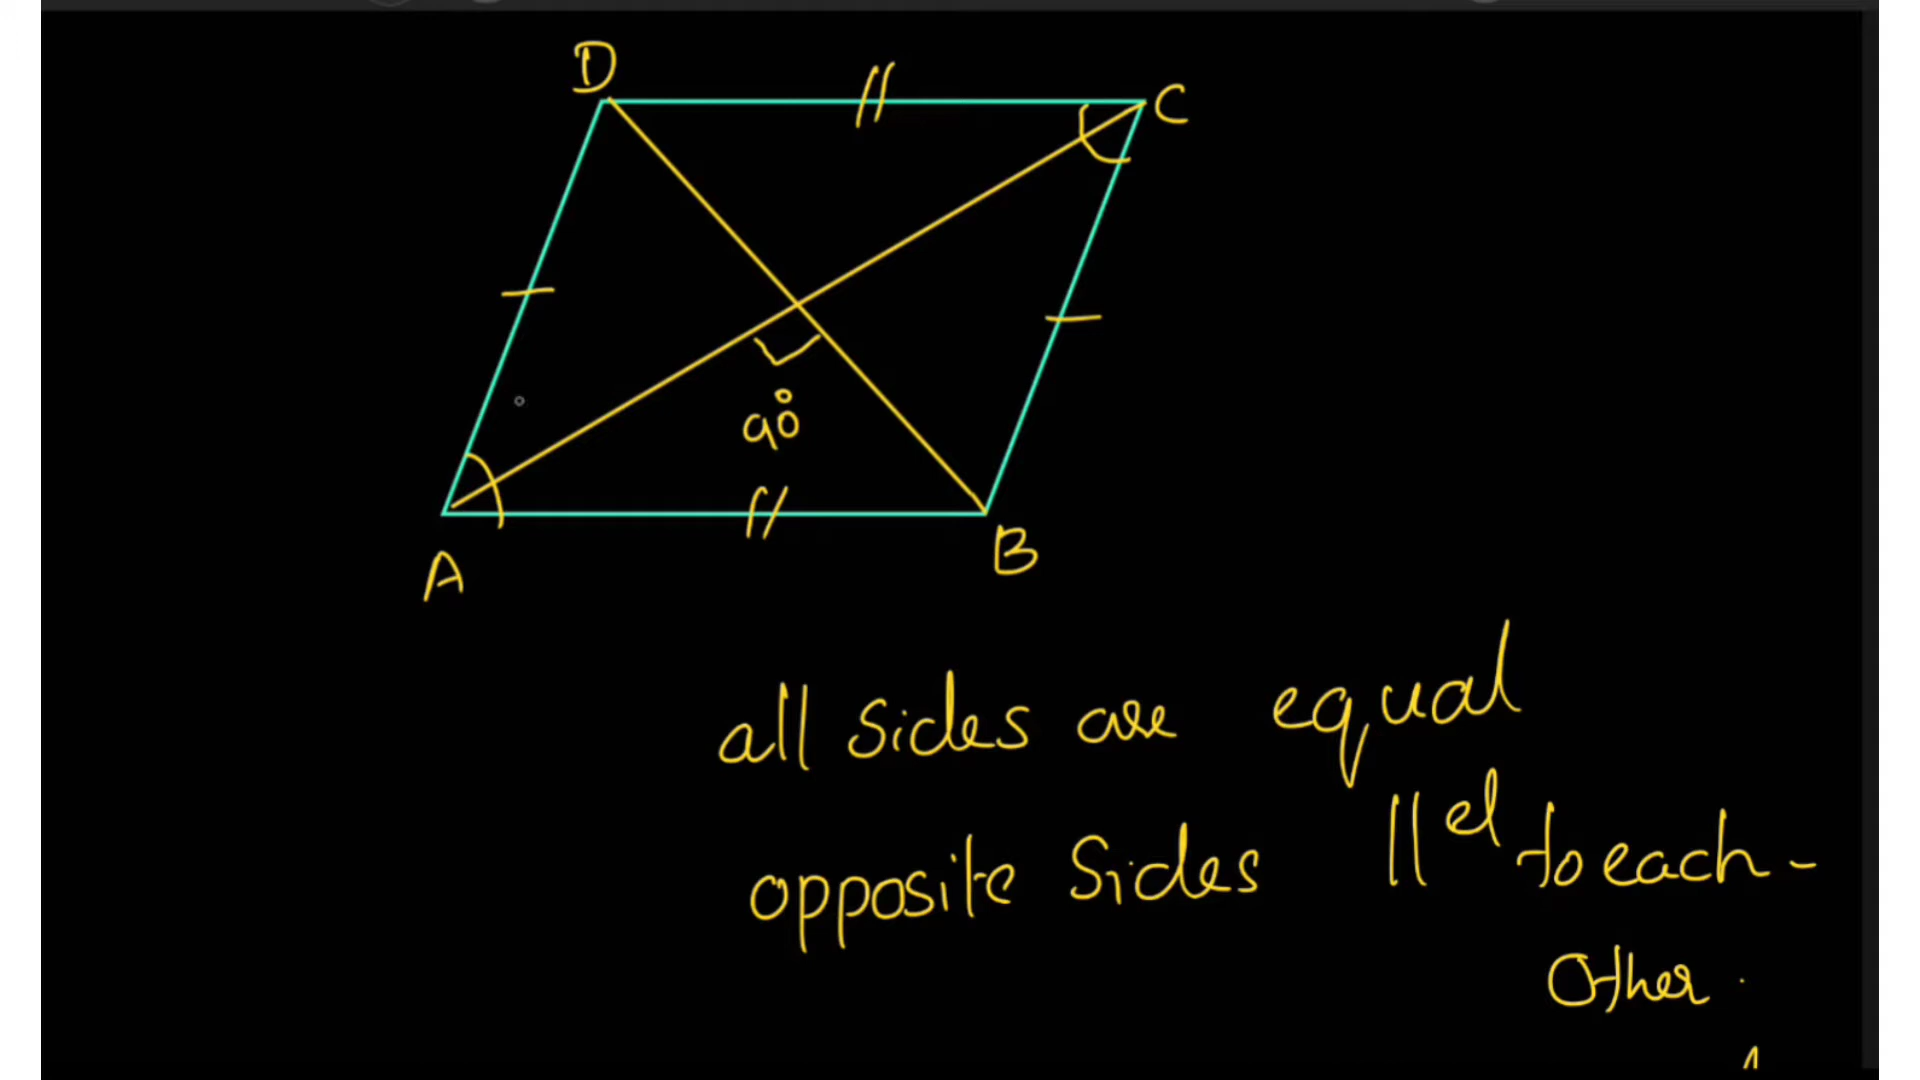 D
C
90°
A
B
all sides are equal
opposite sides ||el to each-
other.